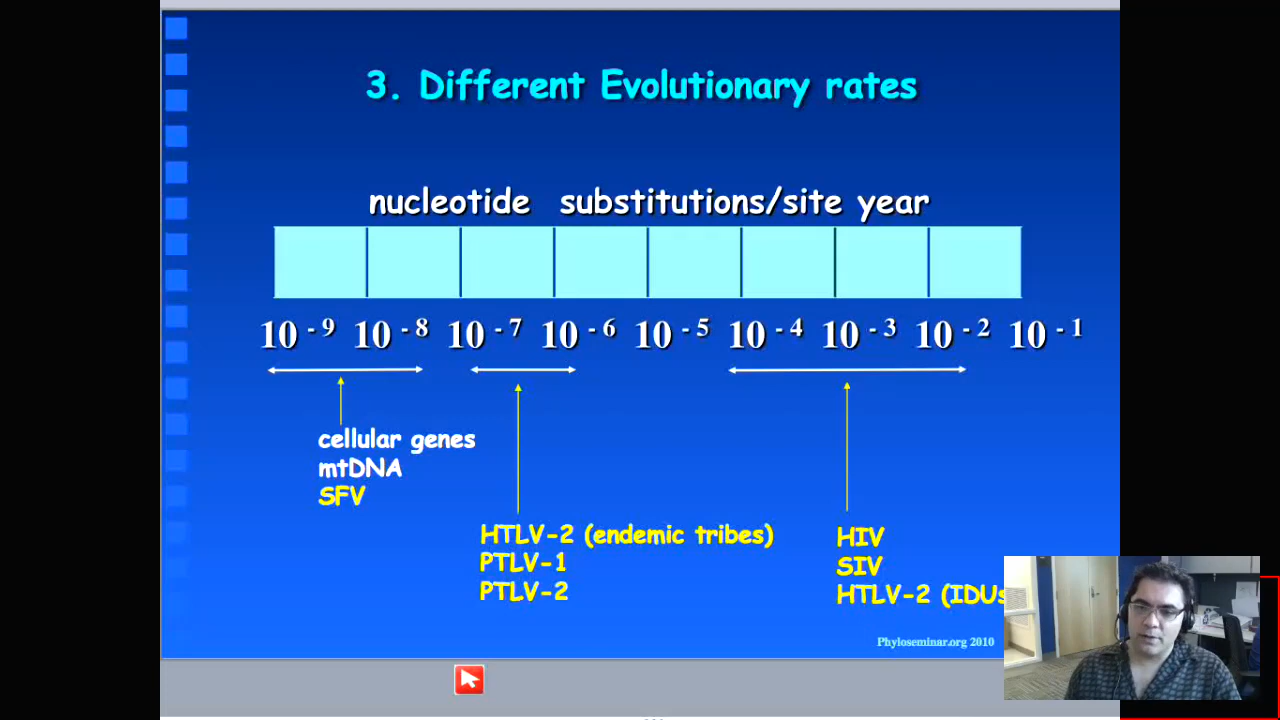 3. Different Evolutionary rates
nucleotide substitutions/site year
10 -9 10 -8 10 -7 10 -6 10 -5 10 -4 10 -3 10 -2 10 -1
cellular genes
mtDNA
SFV
HTLV-2 (endemic tribes)
PTLV-1
PTLV-2
HIV
SIV
HTLV-2 (IDUs
Phyloseminar.org 2010